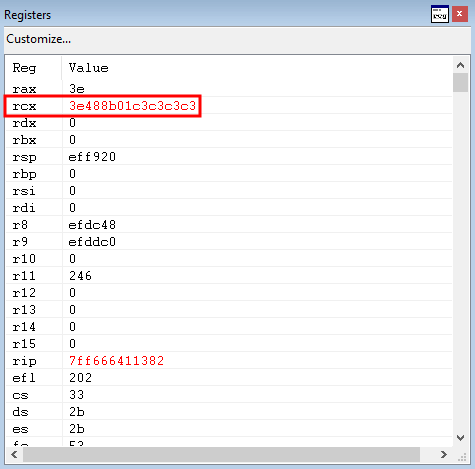 Registers
Customize...
Reg Value
rax 3e
rcx 3e488b01c3c3c3c3
rdx 0
rbx 0
rsp eff920
rbp 0
rsi 0
rdi 0
r8 efdc48
r9 efddc0
r10 0
r11 246
r12 0
r13 0
r14 0
r15 0
rip 7ff666411382
efl 202
cs 33
ds 2b
es 2b
fs 53